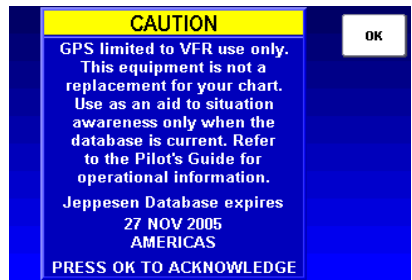 CAUTION
OK
GPS limited to VFR use only.
This equipment is not a
replacement for your chart.
Use as an aid to situation
awareness only when the
database is current. Refer
to the Pilot's Guide for
operational information.
Jeppesen Database expires
27 NOV 2005
AMERICAS
PRESS OK TO ACKNOWLEDGE